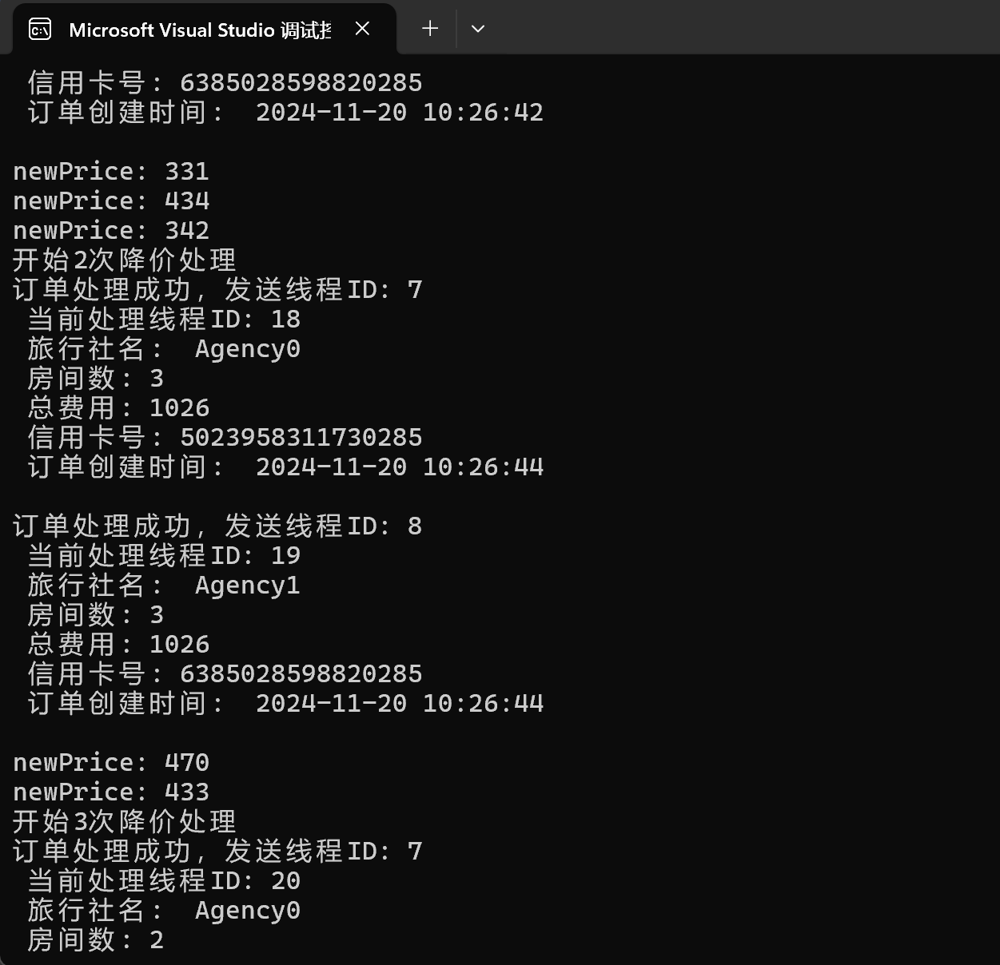 Microsoft Visual Studio 调试
信用卡号: 6385028598820285
订单创建时间:  2024-11-20 10:26:42
newPrice: 331
newPrice: 434
newPrice: 342
开始2次降价处理
订单处理成功, 发送线程ID: 7
当前处理线程ID: 18
旅行社名:  Agency0
房间数: 3
总费用: 1026
信用卡号: 5023958311730285
订单创建时间:  2024-11-20 10:26:44
订单处理成功, 发送线程ID: 8
当前处理线程ID: 19
旅行社名:  Agency1
房间数: 3
总费用: 1026
信用卡号: 6385028598820285
订单创建时间:  2024-11-20 10:26:44
newPrice: 470
newPrice: 433
开始3次降价处理
订单处理成功, 发送线程ID: 7
当前处理线程ID: 20
旅行社名:  Agency0
房间数: 2